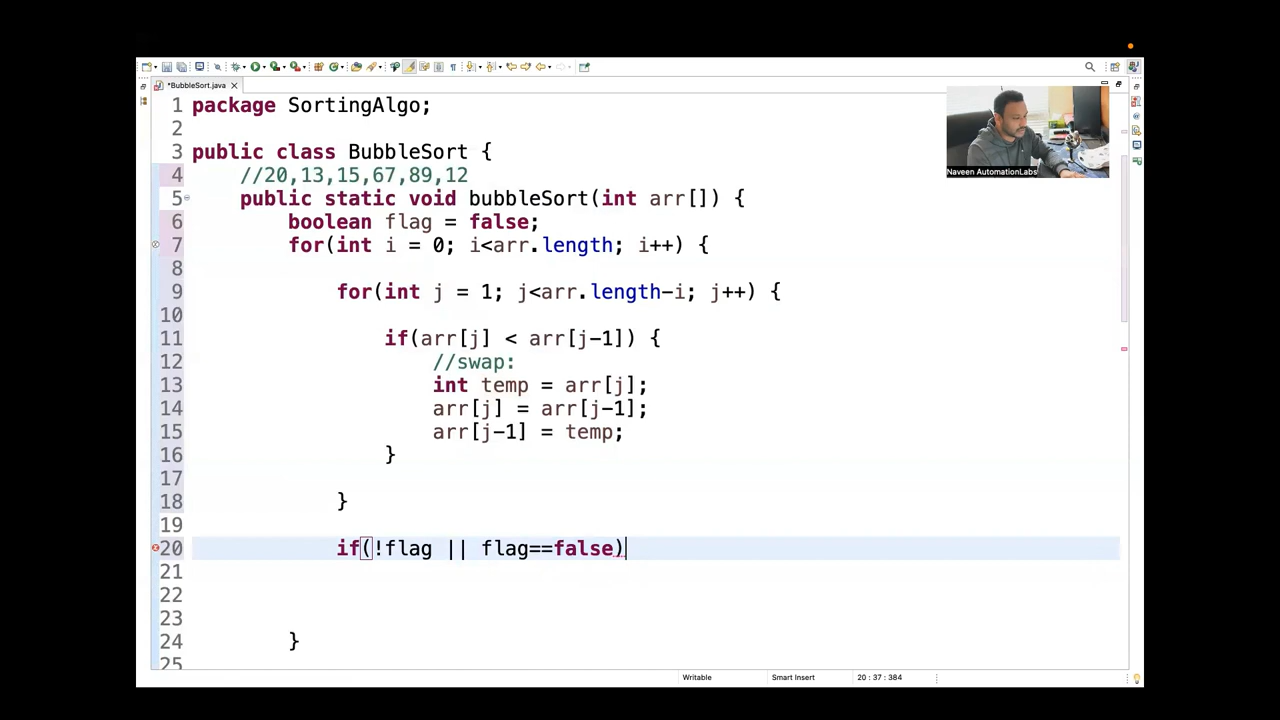 *BubbleSort.java
1 package SortingAlgo;
2
3 public class BubbleSort {
4 //20,13,15,67,89,12
5 public static void bubbleSort(int arr[]) {
6 boolean flag = false;
7 for(int i = 0; i<arr.length; i++) {
8
9 for(int j = 1; j<arr.length-i; j++) {
10
11 if(arr[j] < arr[j-1]) {
12 //swap:
13 int temp = arr[j];
14 arr[j] = arr[j-1];
15 arr[j-1] = temp;
16 }
17
18 }
19
20 if(!flag || flag==false)
21
22
23
24 }
25
Naveen AutomationLabs
Writable Smart Insert 20 : 37 : 384